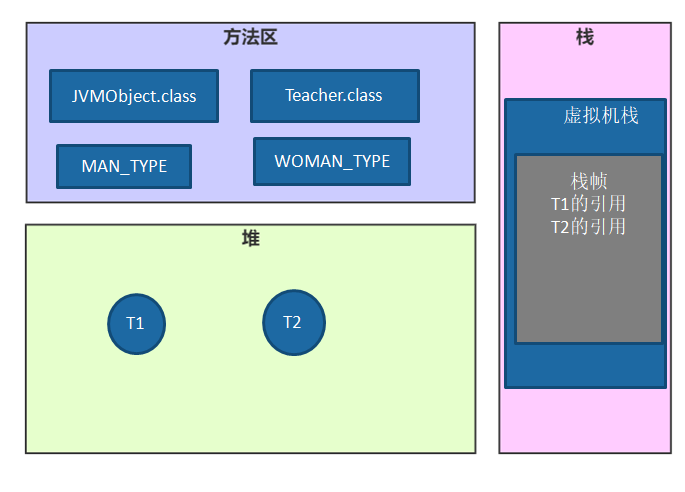 方法区
JVMObject.class
Teacher.class
MAN_TYPE
WOMAN_TYPE
堆
T1
T2
栈
虚拟机栈
栈帧
T1的引用
T2的引用